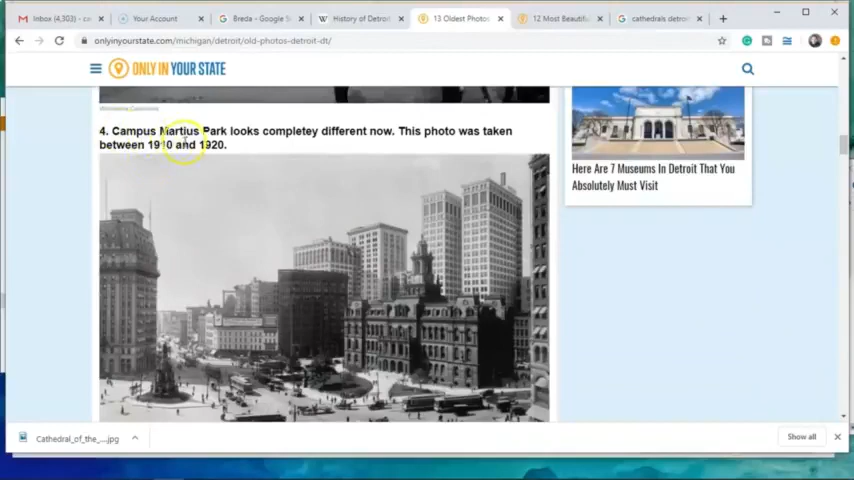 Inbox (4,303) - ca
Your Account
Breda - Google S
History of Detroit
13 Oldest Photos
12 Most Beautifu
cathedrals detro
onlyinyourstate.com/michigan/detroit/old-photos-detroit-dt/
ONLY IN YOUR STATE
4. Campus Martius Park looks completey different now. This photo was taken
between 1910 and 1920.
Here Are 7 Museums In Detroit That You
Absolutely Must Visit
Cathedral_of_the_....jpg
Show all